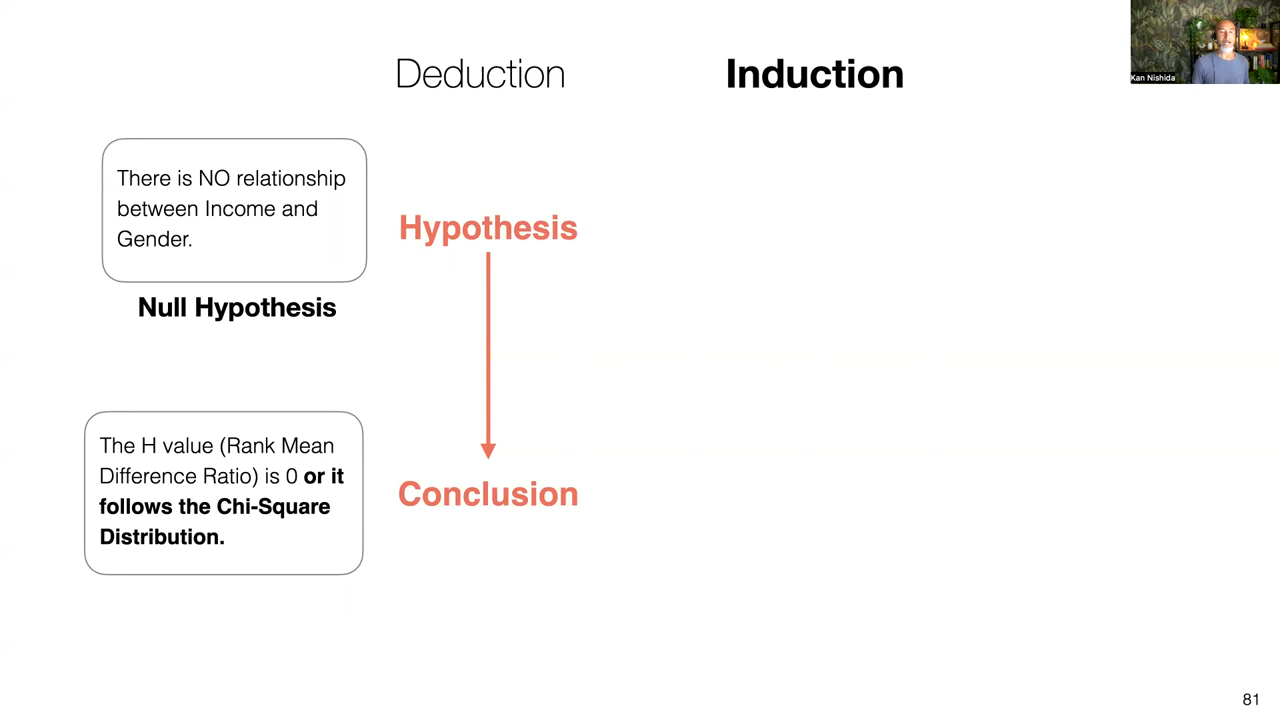 Deduction
Induction
Kan Nishida
There is NO relationship
between Income and
Gender.
Hypothesis
Null Hypothesis
The H value (Rank Mean
Difference Ratio) is 0 or it
follows the Chi-Square
Distribution.
Conclusion
81